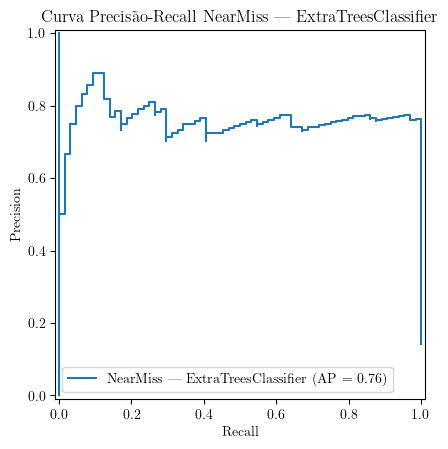 Curva Precisão-Recall NearMiss — ExtraTreesClassifier
1.0
0.8
0.6
0.4
0.2
0.0
Precision
NearMiss — ExtraTreesClassifier (AP = 0.76)
0.0 0.2 0.4 0.6 0.8 1.0
Recall